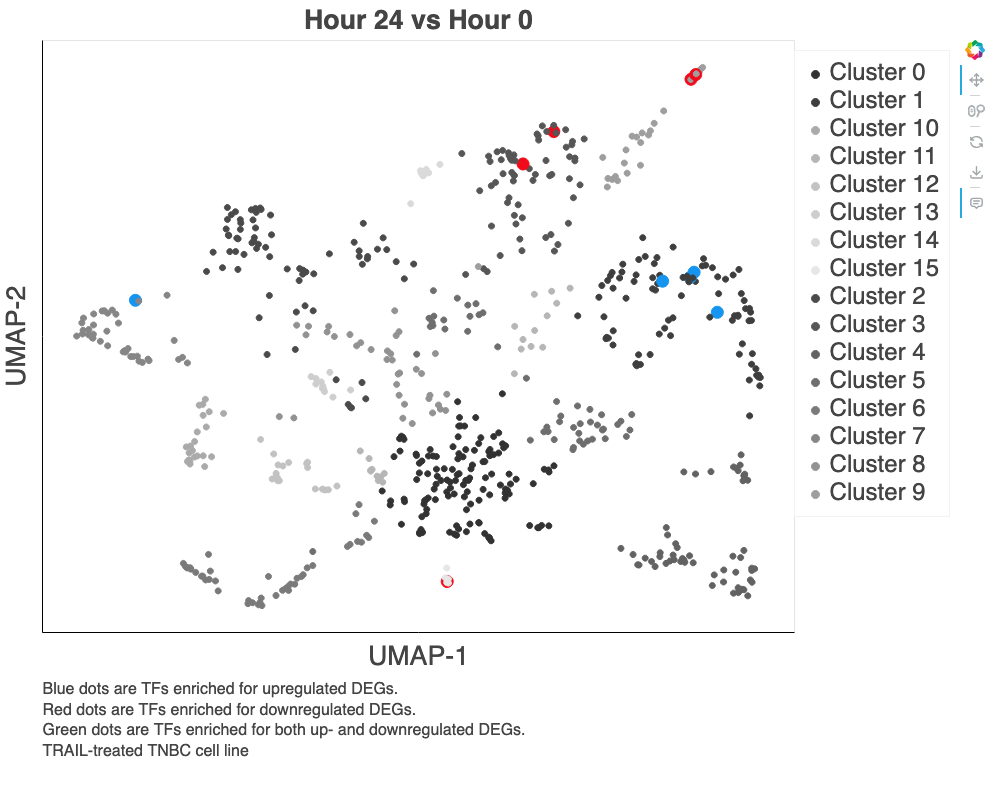 Hour 24 vs Hour 0
Cluster 0
Cluster 1
Cluster 10
Cluster 11
Cluster 12
Cluster 13
Cluster 14
Cluster 15
Cluster 2
Cluster 3
Cluster 4
Cluster 5
Cluster 6
Cluster 7
Cluster 8
Cluster 9
UMAP-2
UMAP-1
Blue dots are TFs enriched for upregulated DEGs.
Red dots are TFs enriched for downregulated DEGs.
Green dots are TFs enriched for both up- and downregulated DEGs.
TRAIL-treated TNBC cell line